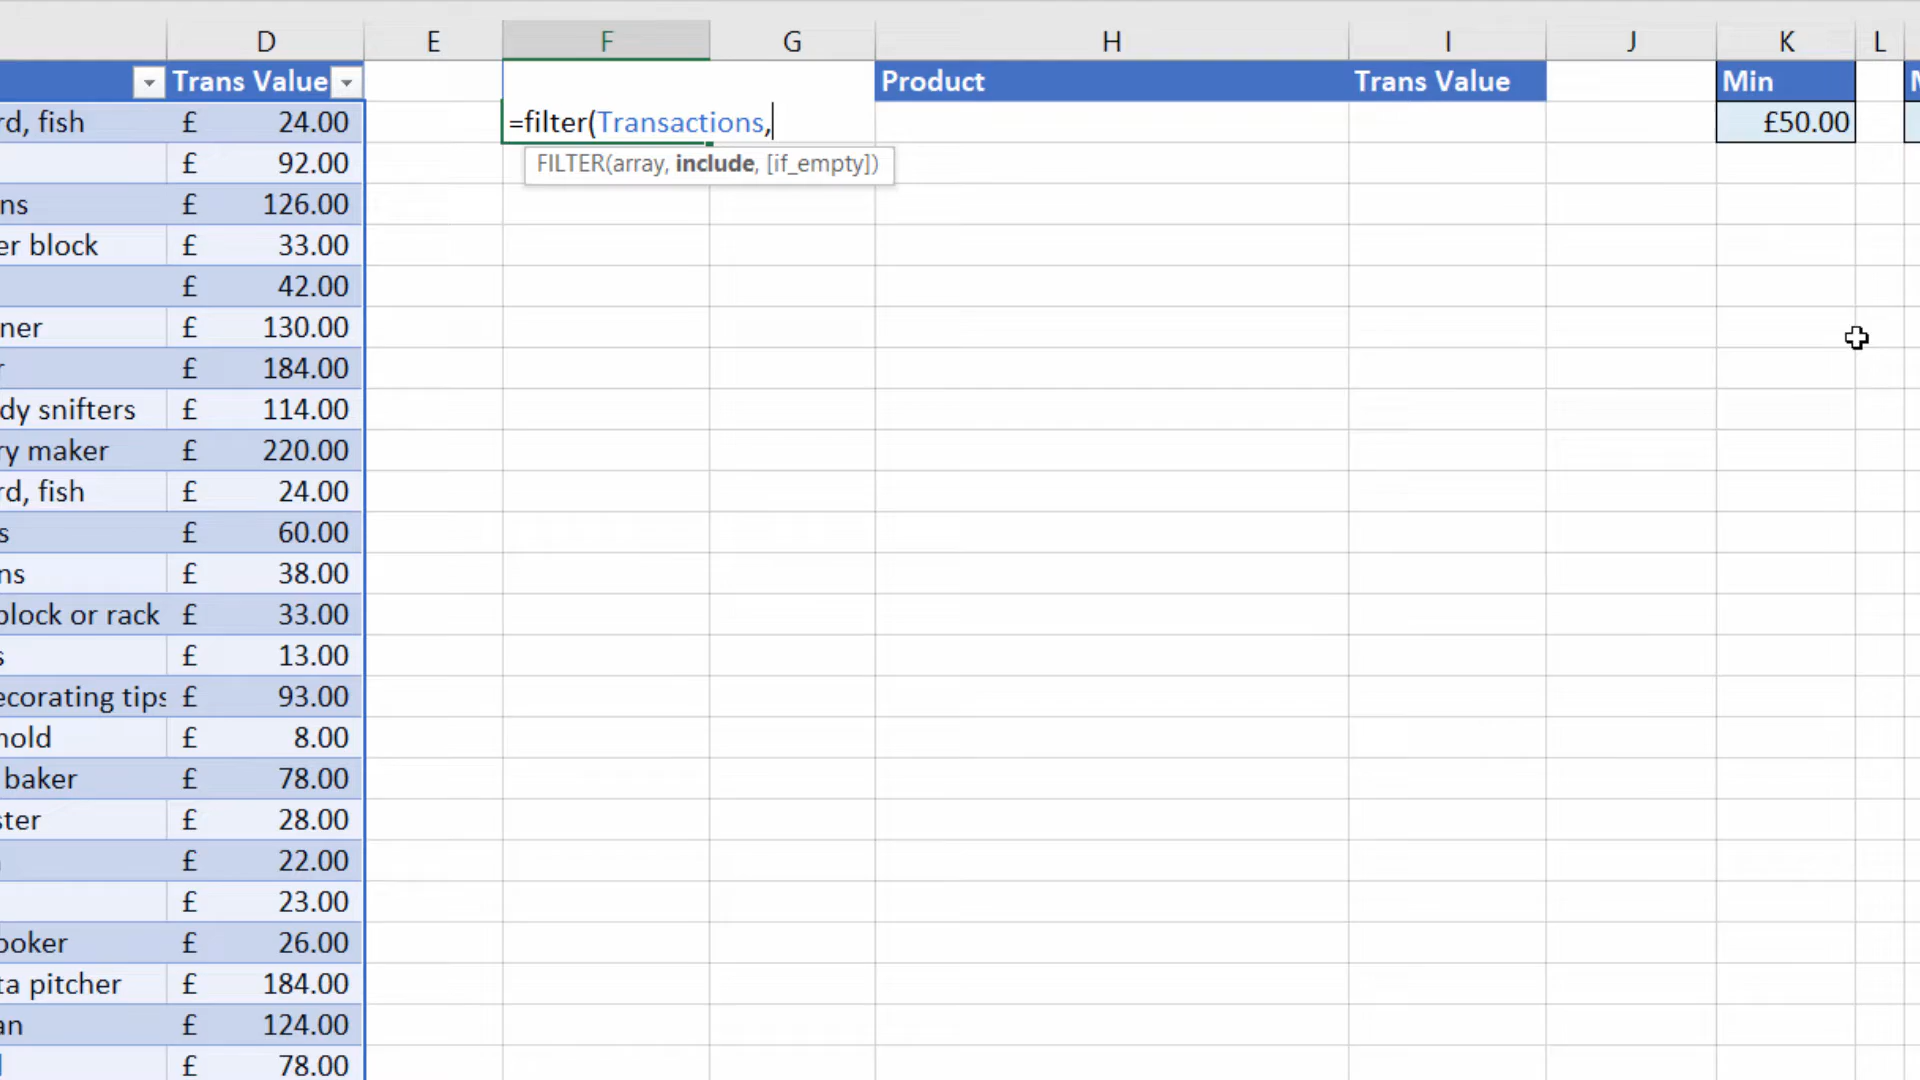 D E F G H I J K L
Trans Value Product Trans Value Min
rd, fish £ 24.00 =filter(Transactions, £50.00
£ 92.00 FILTER(array, include, [if_empty])
ns £ 126.00
er block £ 33.00
£ 42.00
ner £ 130.00
r £ 184.00
dy snifters £ 114.00
ry maker £ 220.00
rd, fish £ 24.00
s £ 60.00
ns £ 38.00
block or rack £ 33.00
s £ 13.00
ecorating tips £ 93.00
mold £ 8.00
baker £ 78.00
ster £ 28.00
£ 22.00
£ 23.00
ooker £ 26.00
ta pitcher £ 184.00
an £ 124.00
£ 78.00